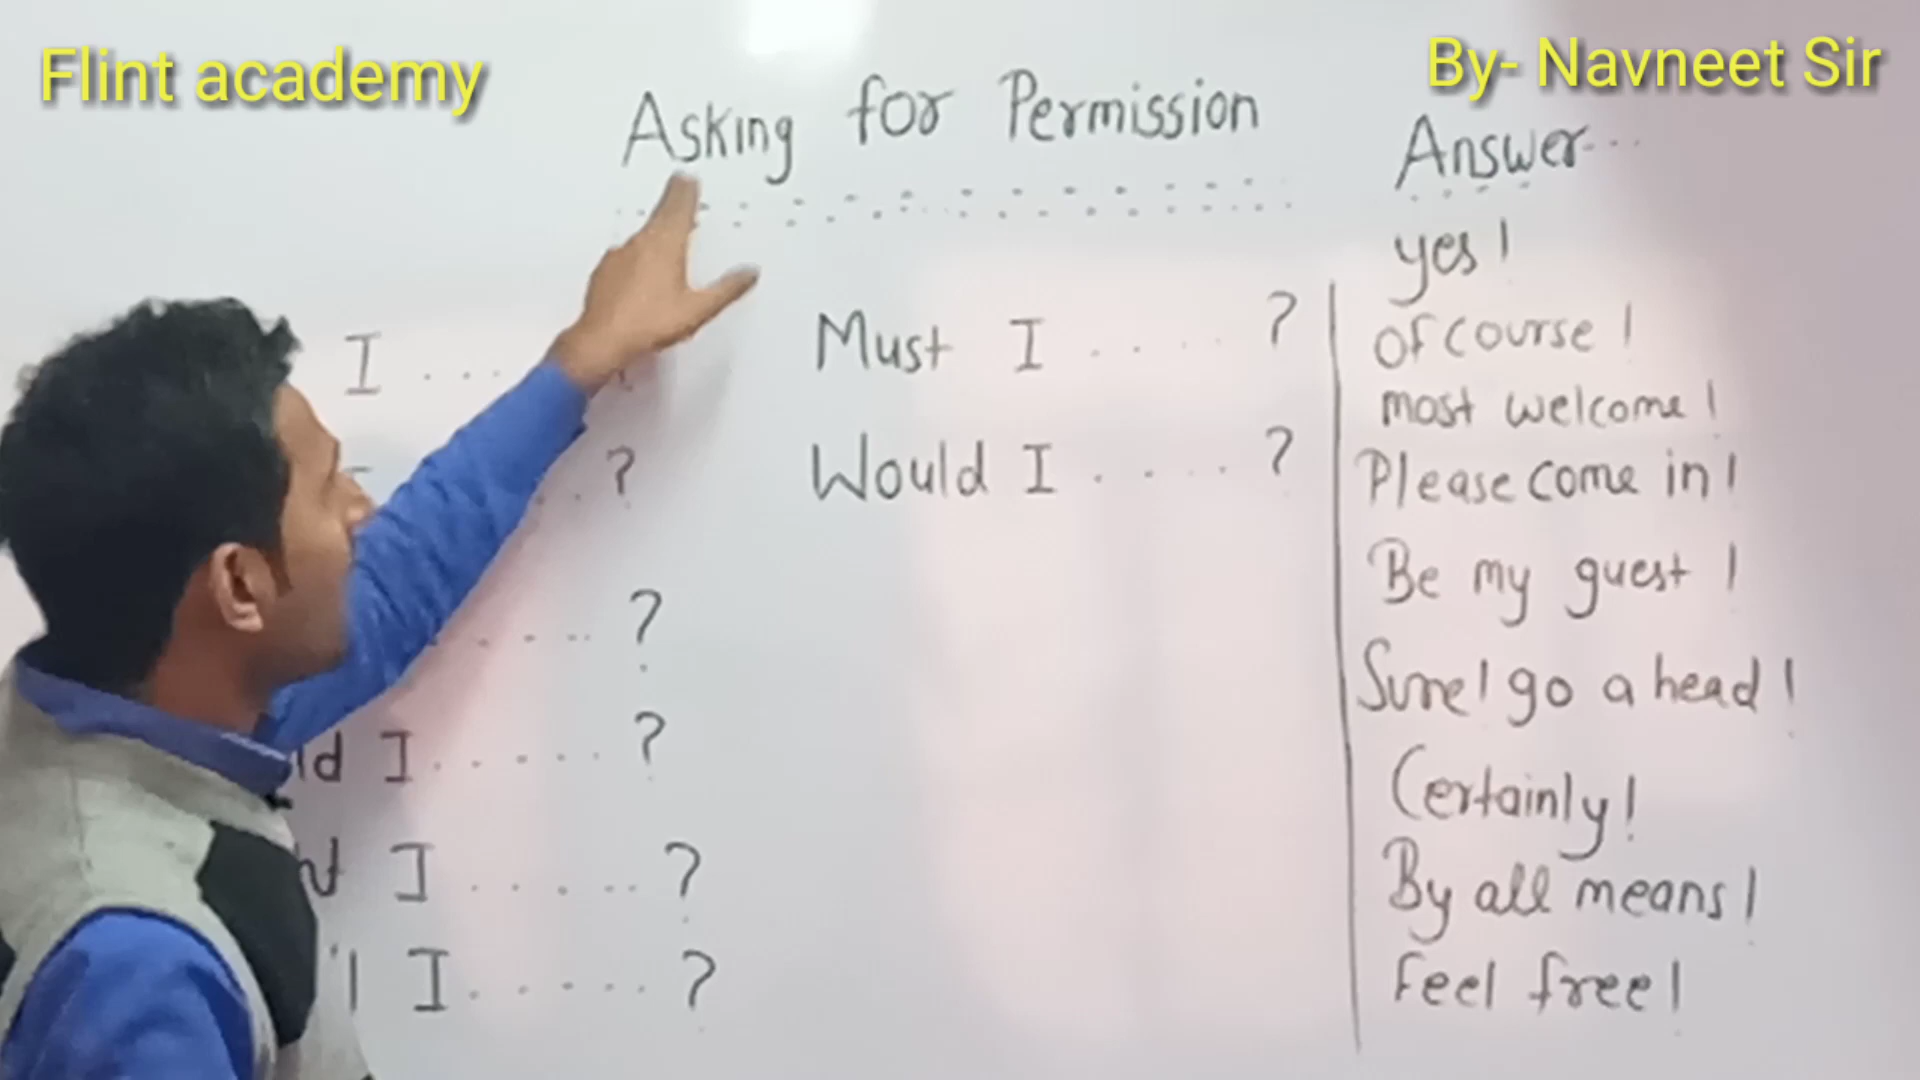 Flint academy
By- Navneet Sir
Asking for Permission
I .... ?
?
..... ?
I ..... ?
I ...... ?
I ...... ?
Must I ..... ?
Would I ..... ?
Answer...
yes!
of course!
most welcome!
Please come in!
Be my guest!
Sure! go a head!
Certainly!
By all means!
Feel free!